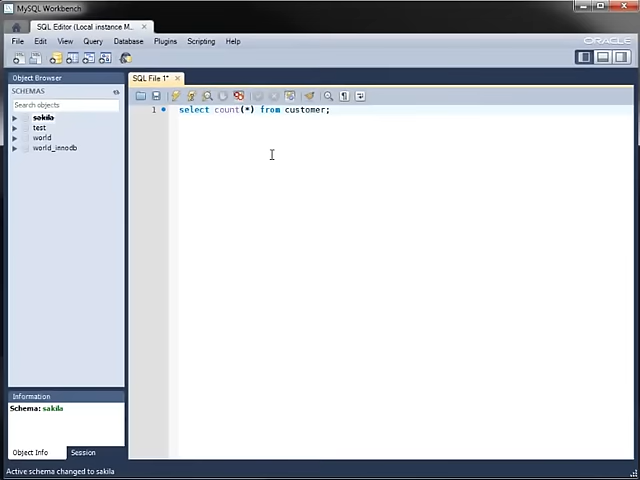 MySQL Workbench
SQL Editor (Local instance M...
File Edit View Query Database Plugins Scripting Help
ORACLE
Object Browser
SQL File 1*
SCHEMAS
Search objects
1 select count(*) from customer;
sakila
test
world
world_innodb
Information
Schema: sakila
Object Info Session
Active schema changed to sakila